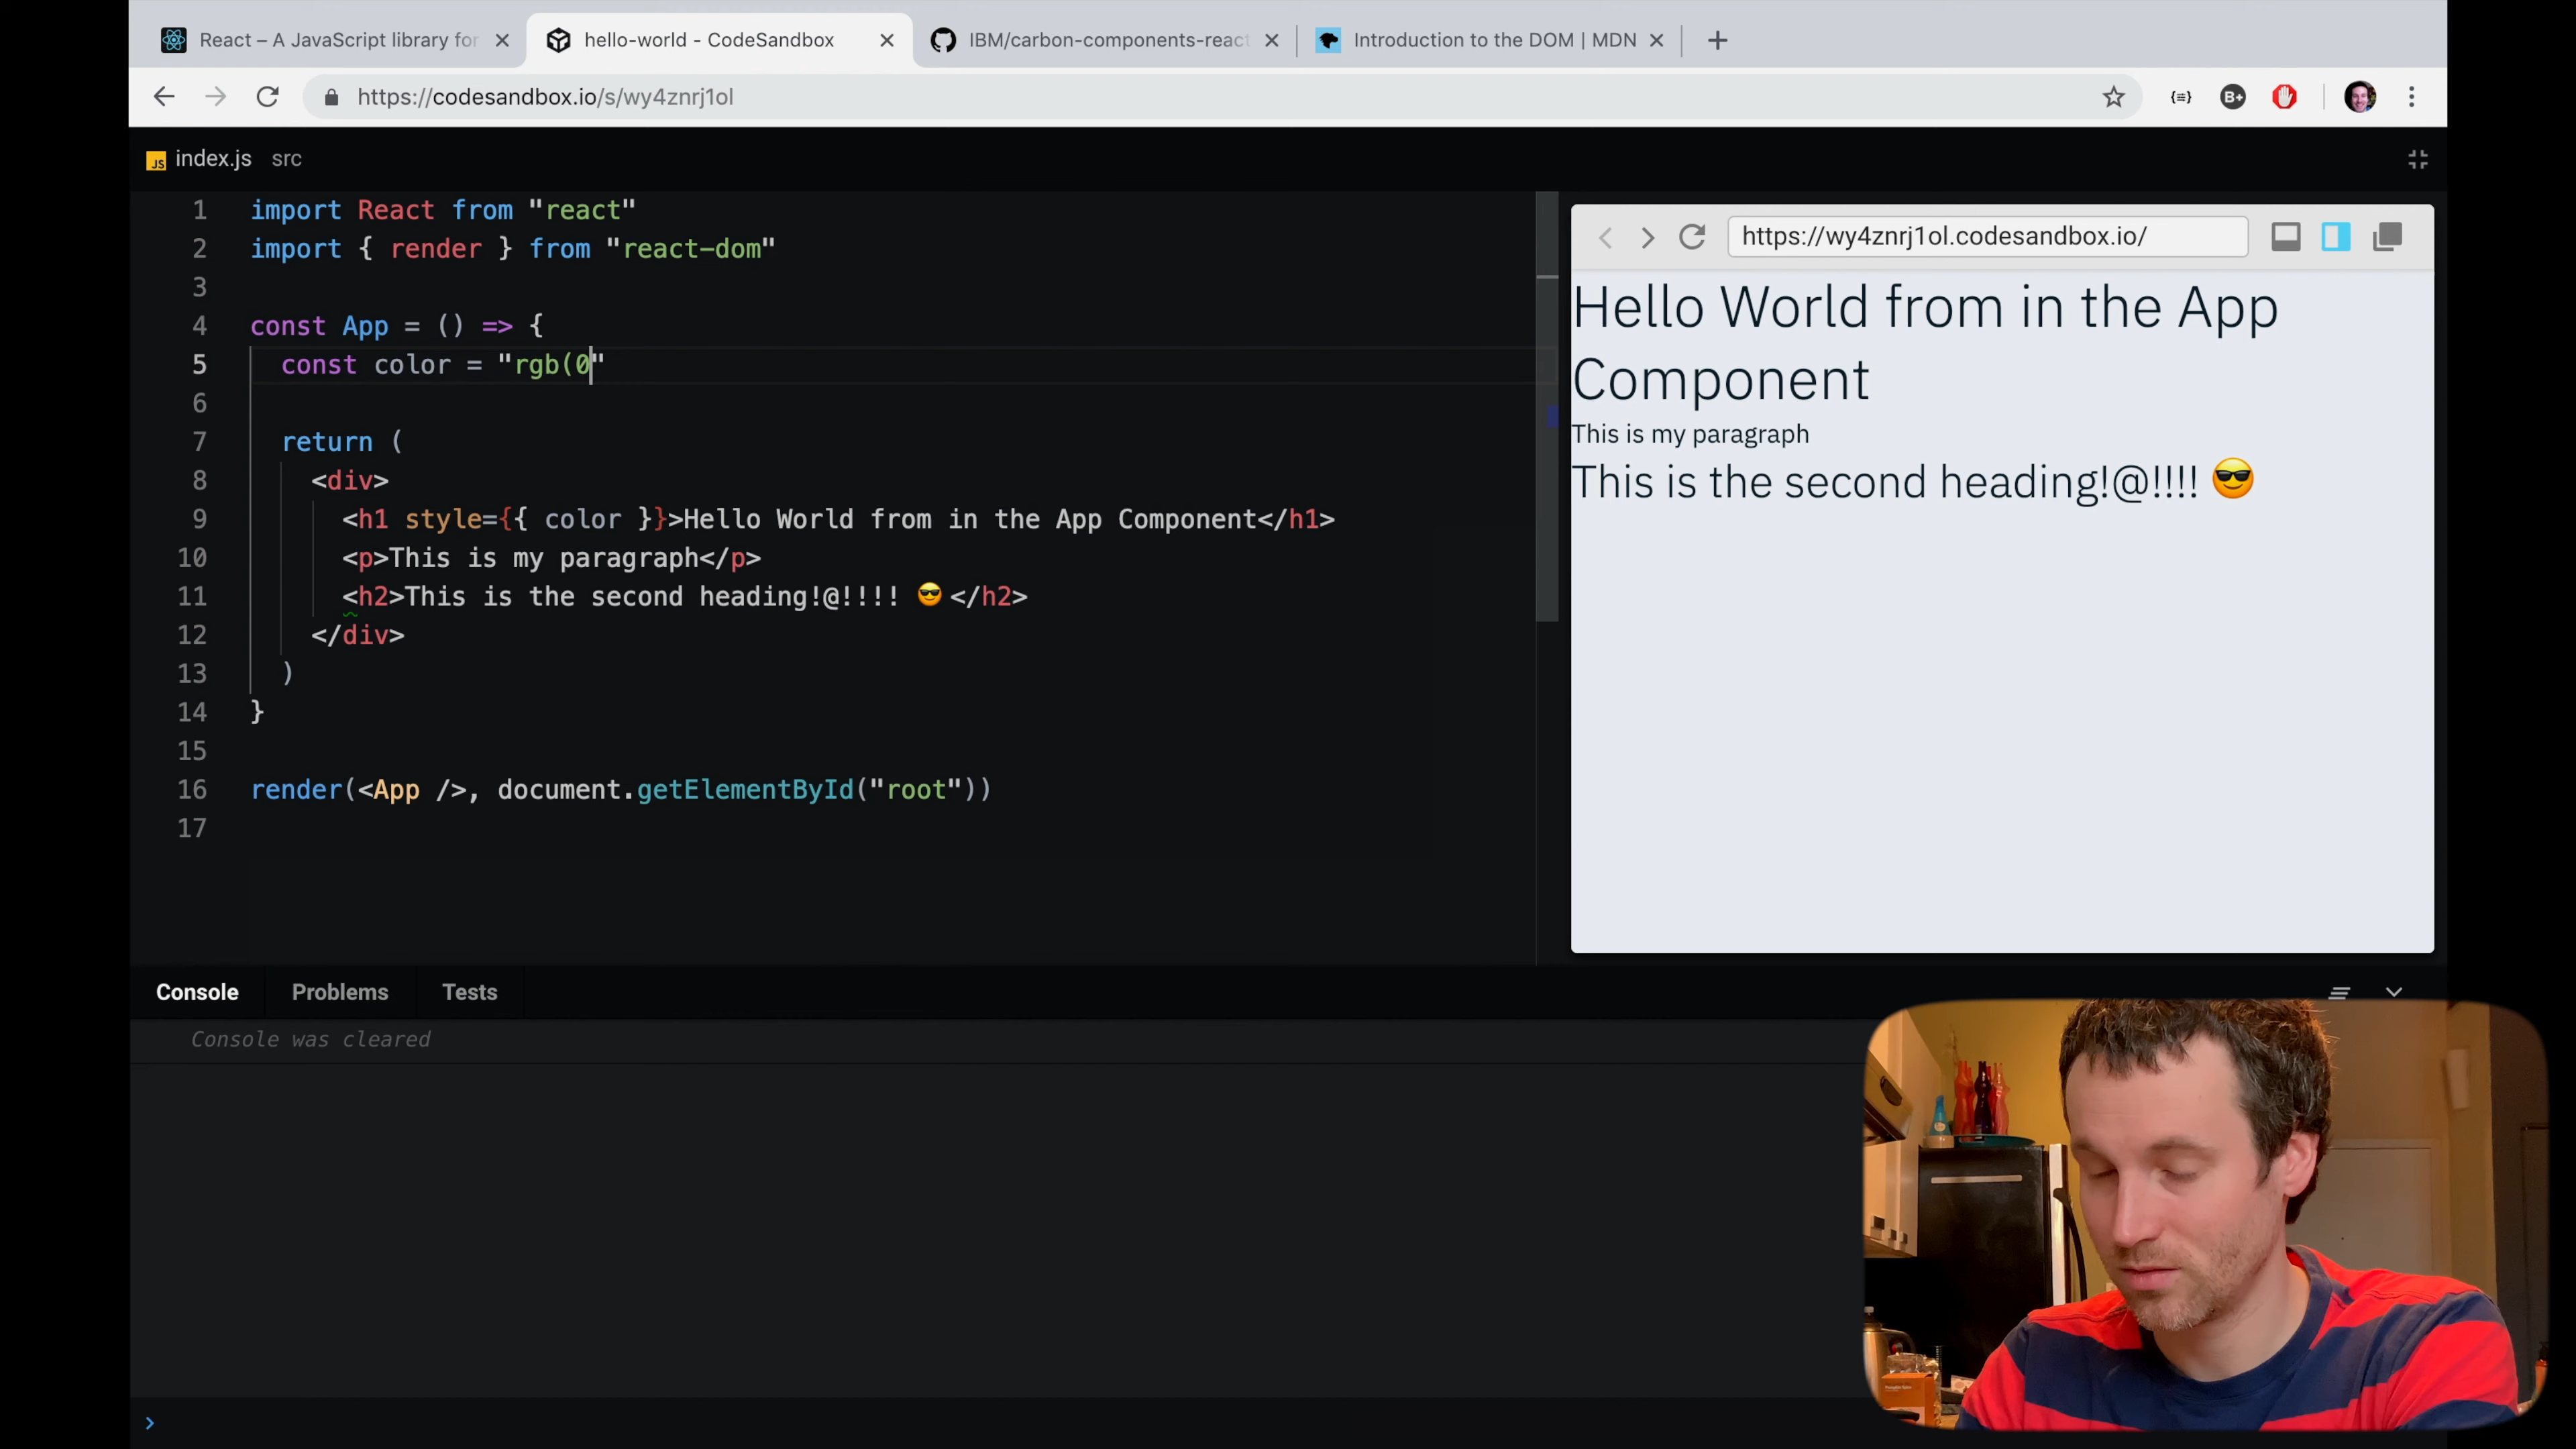 React – A JavaScript library for
hello-world - CodeSandbox
IBM/carbon-components-react
Introduction to the DOM | MDN
https://codesandbox.io/s/wy4znrj1ol
{≡}
B+
JS index.js src
1 import React from "react"
2 import { render } from "react-dom"
3
4 const App = () => {
5 const color = "rgb(0"
6
7 return (
8 <div>
9 <h1 style={{ color }}>Hello World from in the App Component</h1>
10 <p>This is my paragraph</p>
11 <h2>This is the second heading!@!!!! 😎 </h2>
12 </div>
13 )
14 }
15
16 render(<App />, document.getElementById("root"))
17
https://wy4znrj1ol.codesandbox.io/
Hello World from in the App
Component
This is my paragraph
This is the second heading!@!!!! 😎
Console Problems Tests
Console was cleared